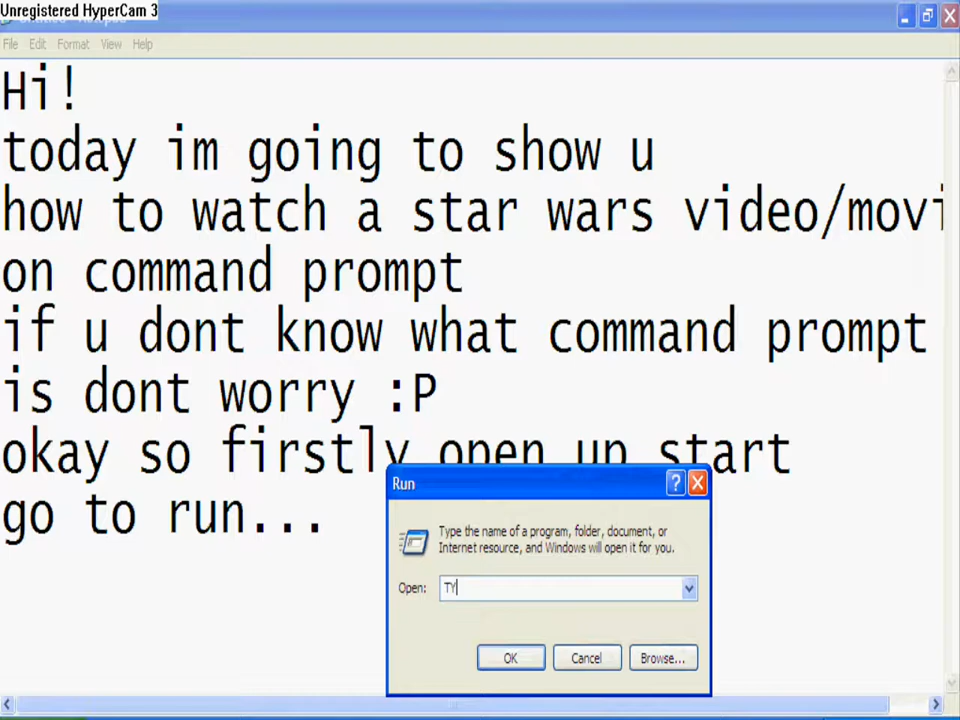 Unregistered HyperCam 3
File Edit Format View Help
Hi!
today im going to show u
how to watch a star wars video/movi
on command prompt
if u dont know what command prompt
is dont worry :P
okay so firstly open up start
go to run...
Run
Type the name of a program, folder, document, or
Internet resource, and Windows will open it for you.
Open: TY
OK Cancel Browse...